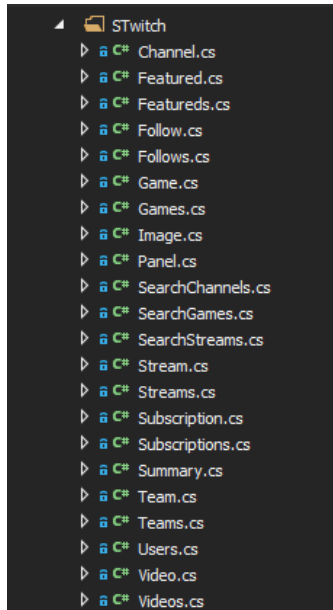 STwitch
C# Channel.cs
C# Featured.cs
C# Featureds.cs
C# Follow.cs
C# Follows.cs
C# Game.cs
C# Games.cs
C# Image.cs
C# Panel.cs
C# SearchChannels.cs
C# SearchGames.cs
C# SearchStreams.cs
C# Stream.cs
C# Streams.cs
C# Subscription.cs
C# Subscriptions.cs
C# Summary.cs
C# Team.cs
C# Teams.cs
C# Users.cs
C# Video.cs
C# Videos.cs